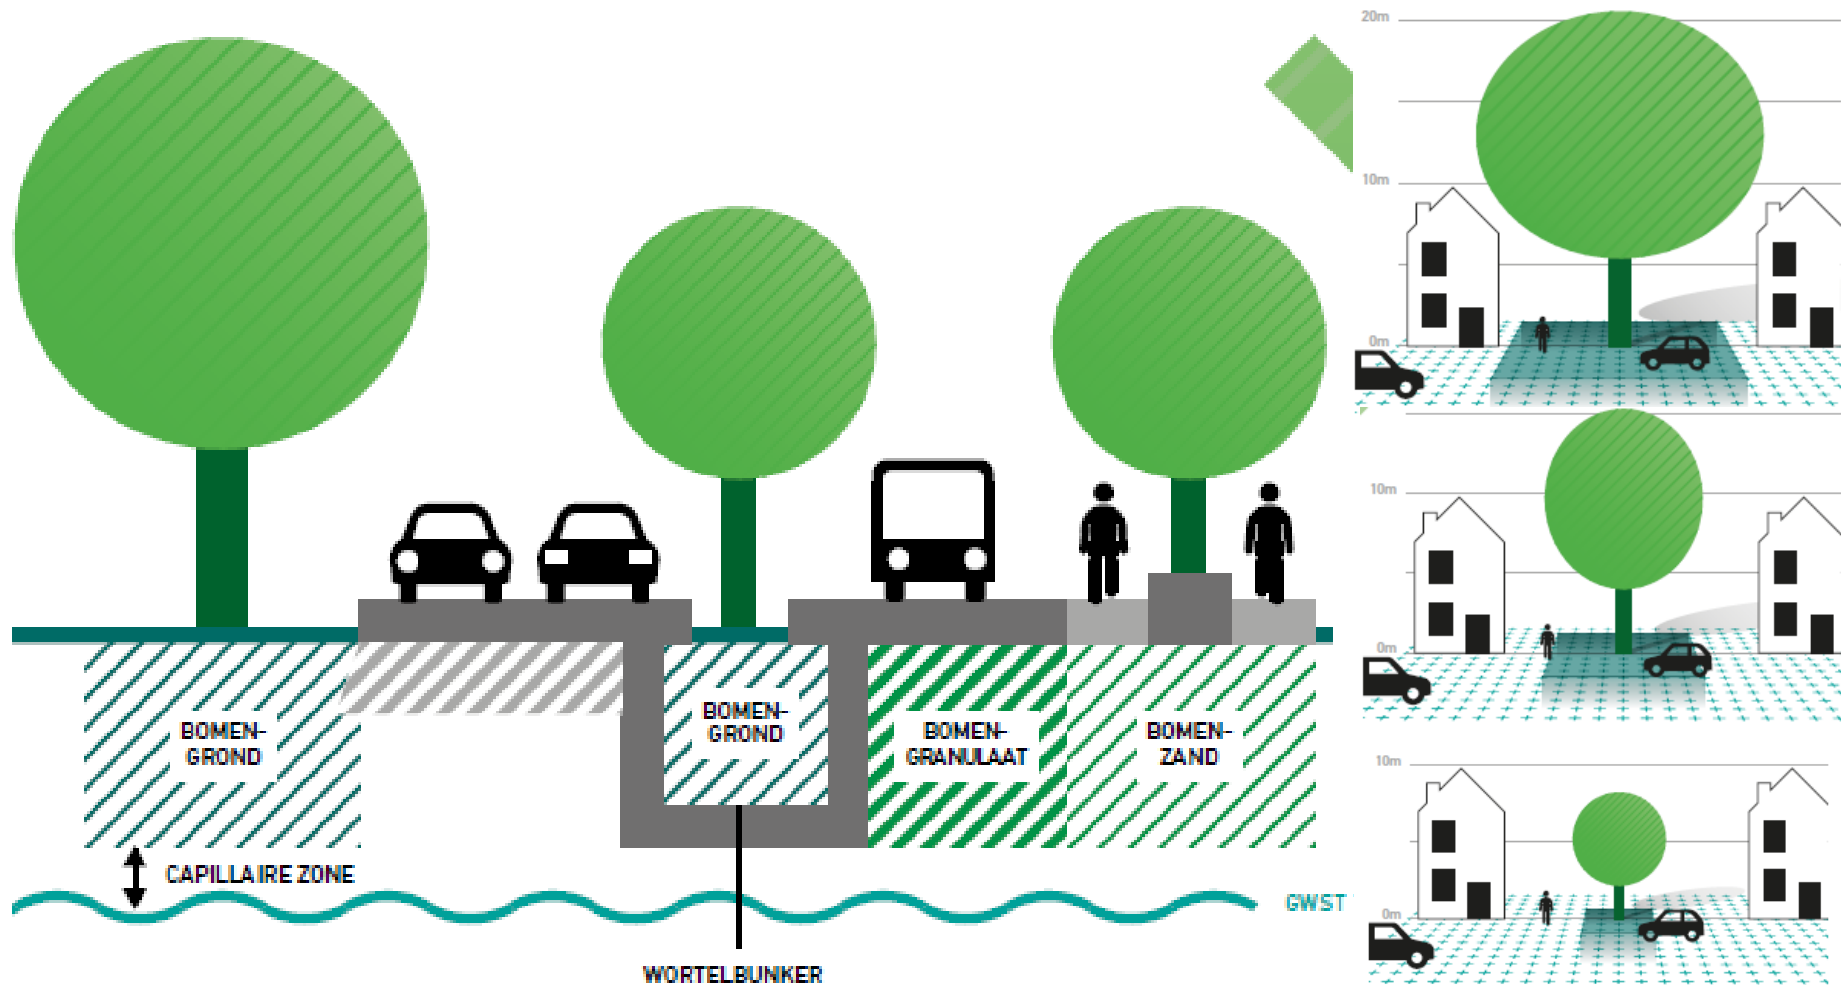 BOMEN-
GROND
BOMEN-
GROND
BOMEN-
GRANULAAT
BOMEN-
ZAND
CAPILLAIRE ZONE
GWST
WORTELBUNKER
20m
10m
0m
10m
0m
10m
0m